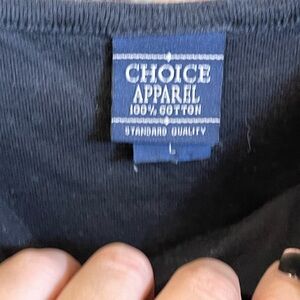 CHOICE
APPAREL
100% COTTON
STANDARD QUALITY
L